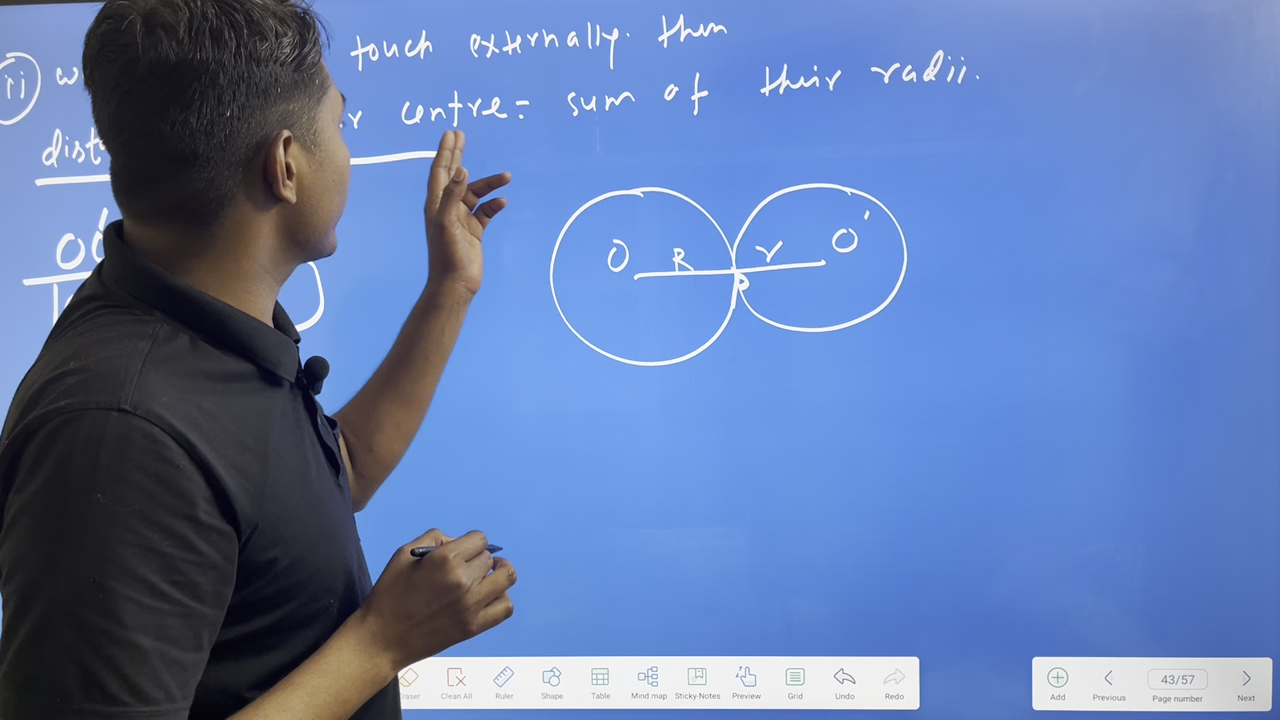 (ii) w touch externally. then
dist r centre = sum of their radii.
OO'
O R r O'
P
Eraser Clean All Ruler Shape Table Mind map Sticky-Notes Preview Grid Undo Redo
Add Previous 43/57 Page number Next